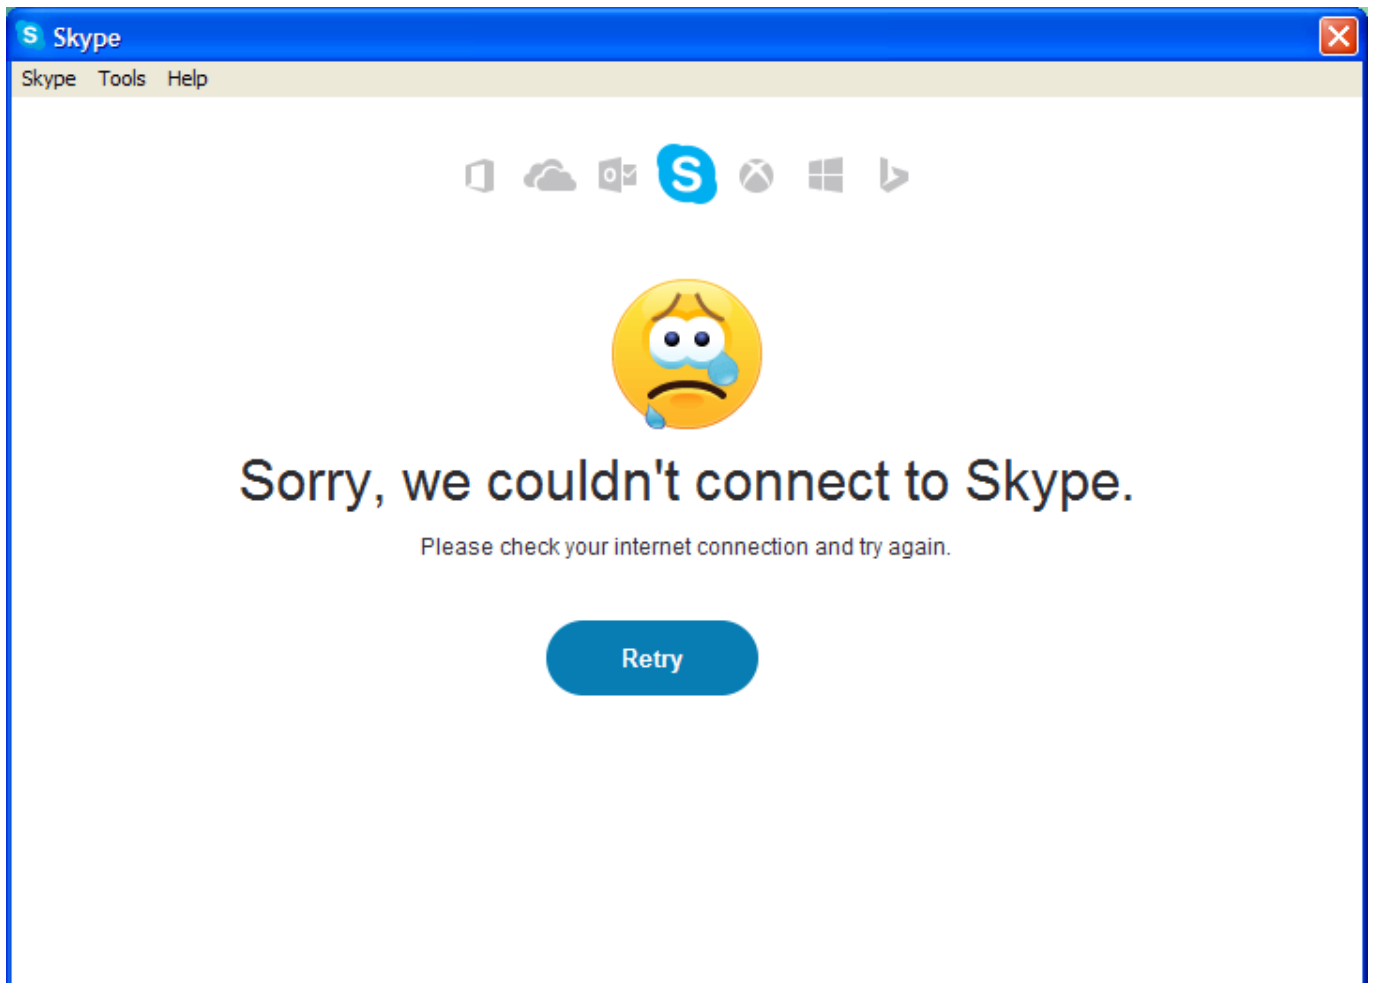 Skype
Skype Tools Help
Sorry, we couldn't connect to Skype.
Please check your internet connection and try again.
Retry